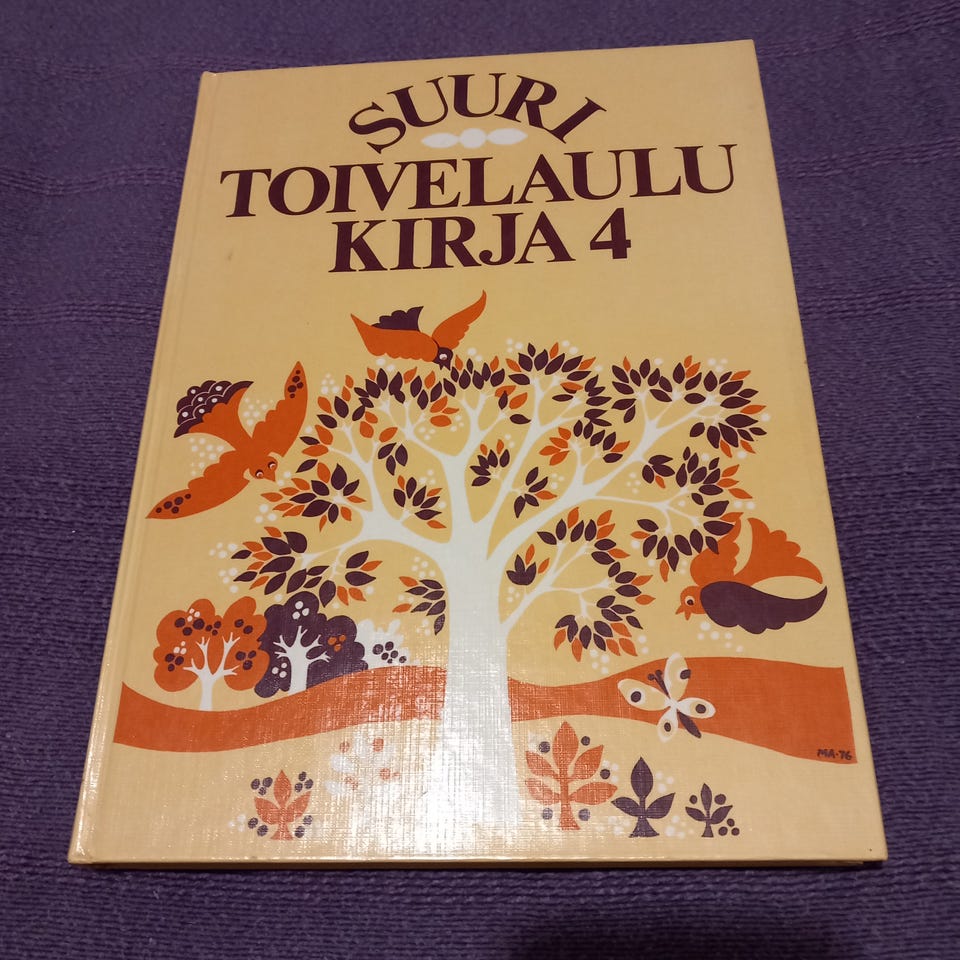 SUURI
TOIVELAULU
KIRJA 4
MA-76